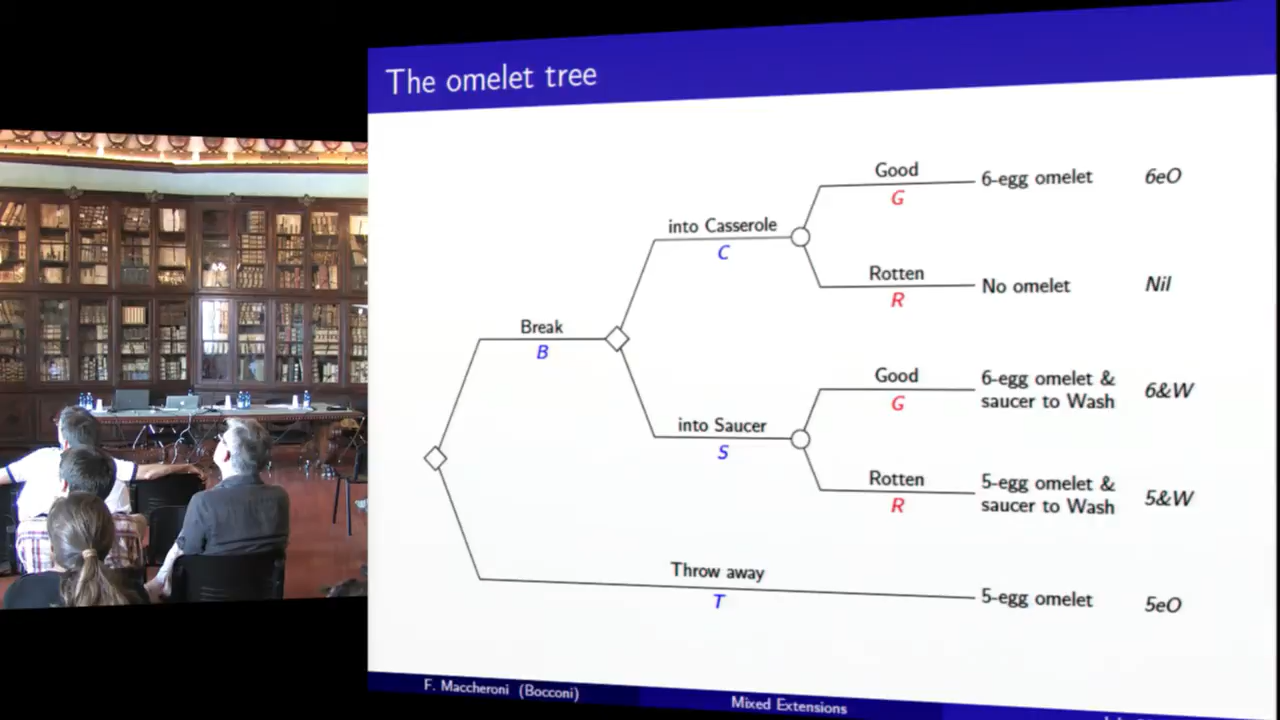 The omelet tree
Good
G
6-egg omelet
6eO
into Casserole
C
Rotten
R
No omelet
Nil
Break
B
Good
G
6-egg omelet &
saucer to Wash
6&W
into Saucer
S
Rotten
R
5-egg omelet &
saucer to Wash
5&W
Throw away
T
5-egg omelet
5eO
F. Maccheroni (Bocconi)
Mixed Extensions